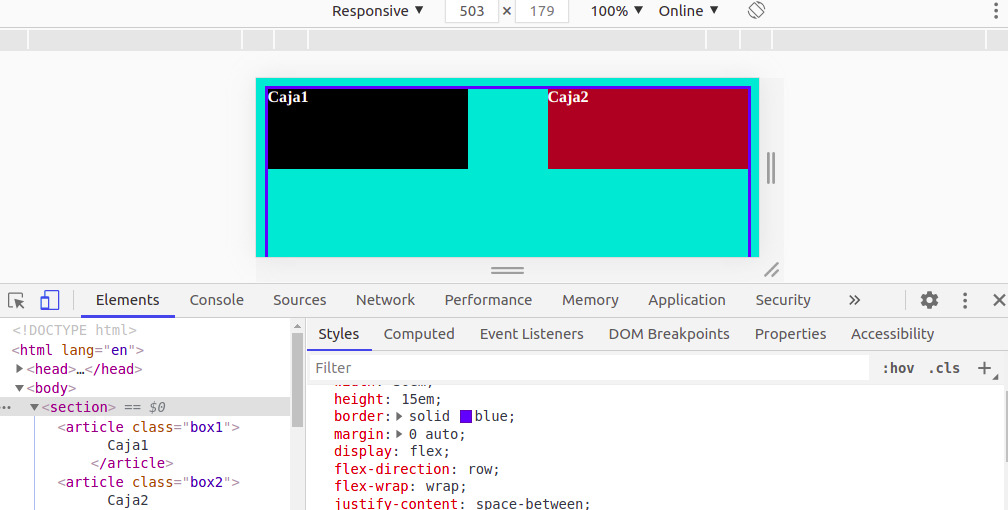 Responsive ▼ 503 × 179 100% ▼ Online ▼
Caja1 Caja2
Elements Console Sources Network Performance Memory Application Security »
<!DOCTYPE html>
<html lang="en">
▶<head>…</head>
▼<body>
… ▼<section> == $0
<article class="box1">
Caja1
</article>
<article class="box2">
Caja2
Styles Computed Event Listeners DOM Breakpoints Properties Accessibility
Filter :hov .cls +
height: 15em;
border:▶ solid blue;
margin:▶ 0 auto;
display: flex;
flex-direction: row;
flex-wrap: wrap;
justify-content: space-between;